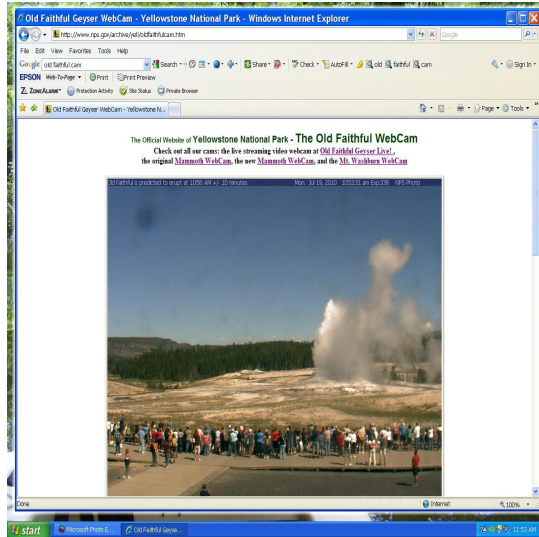 Old Faithful Geyser WebCam - Yellowstone National Park - Windows Internet Explorer
http://www.nps.gov/archive/yell/oldfaithfulcam.htm
Google
File Edit View Favorites Tools Help
Google old faithful cam Search Share Check AutoFill old faithful cam Sign In
EPSON Web-To-Page Print Print Preview
ZONEALARM Protection Activity Site Status Private Browser
Old Faithful Geyser WebCam - Yellowstone N... Page Tools
The Official Website of Yellowstone National Park - The Old Faithful WebCam
Check out all our cams: the live streaming video webcam at Old Faithful Geyser Live! ,
the original Mammoth WebCam, the new Mammoth WebCam, and the Mt. Washburn WebCam
Old Faithful is predicted to erupt at 10:56 AM +/- 10 minutes. Mon, Jul 19, 2010 10:52:31 am Exp:338 NPS Photo
Done Internet 100%
start Microsoft Photo E... Old Faithful Geyse... 11:53 AM